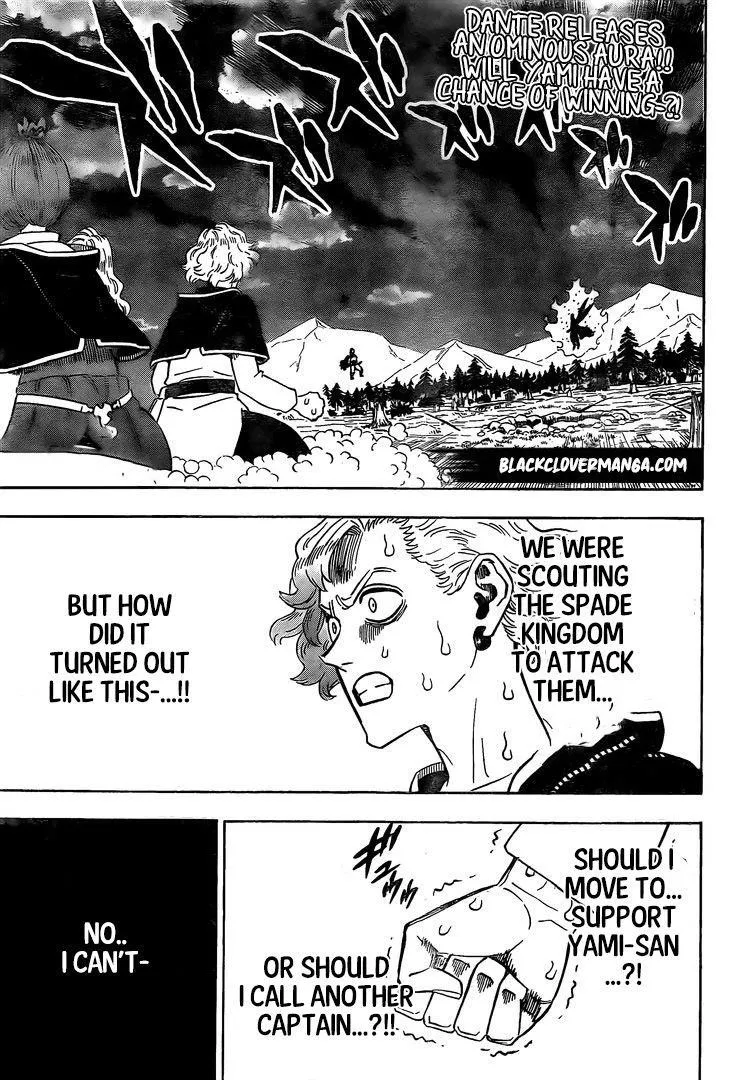 DANTE RELEASES
AN OMINOUS AURA!!
WILL YAMI HAVE A
CHANCE OF WINNING-?!
BLACKCLOVERMANGA.COM
WE WERE
SCOUTING
THE SPADE
KINGDOM
TO ATTACK
THEM...
BUT HOW
DID IT
TURNED OUT
LIKE THIS-...!!
SHOULD I
MOVE TO...
SUPPORT
YAMI-SAN
...?!
OR SHOULD
I CALL ANOTHER
CAPTAIN...?!!
NO..
I CAN'T-